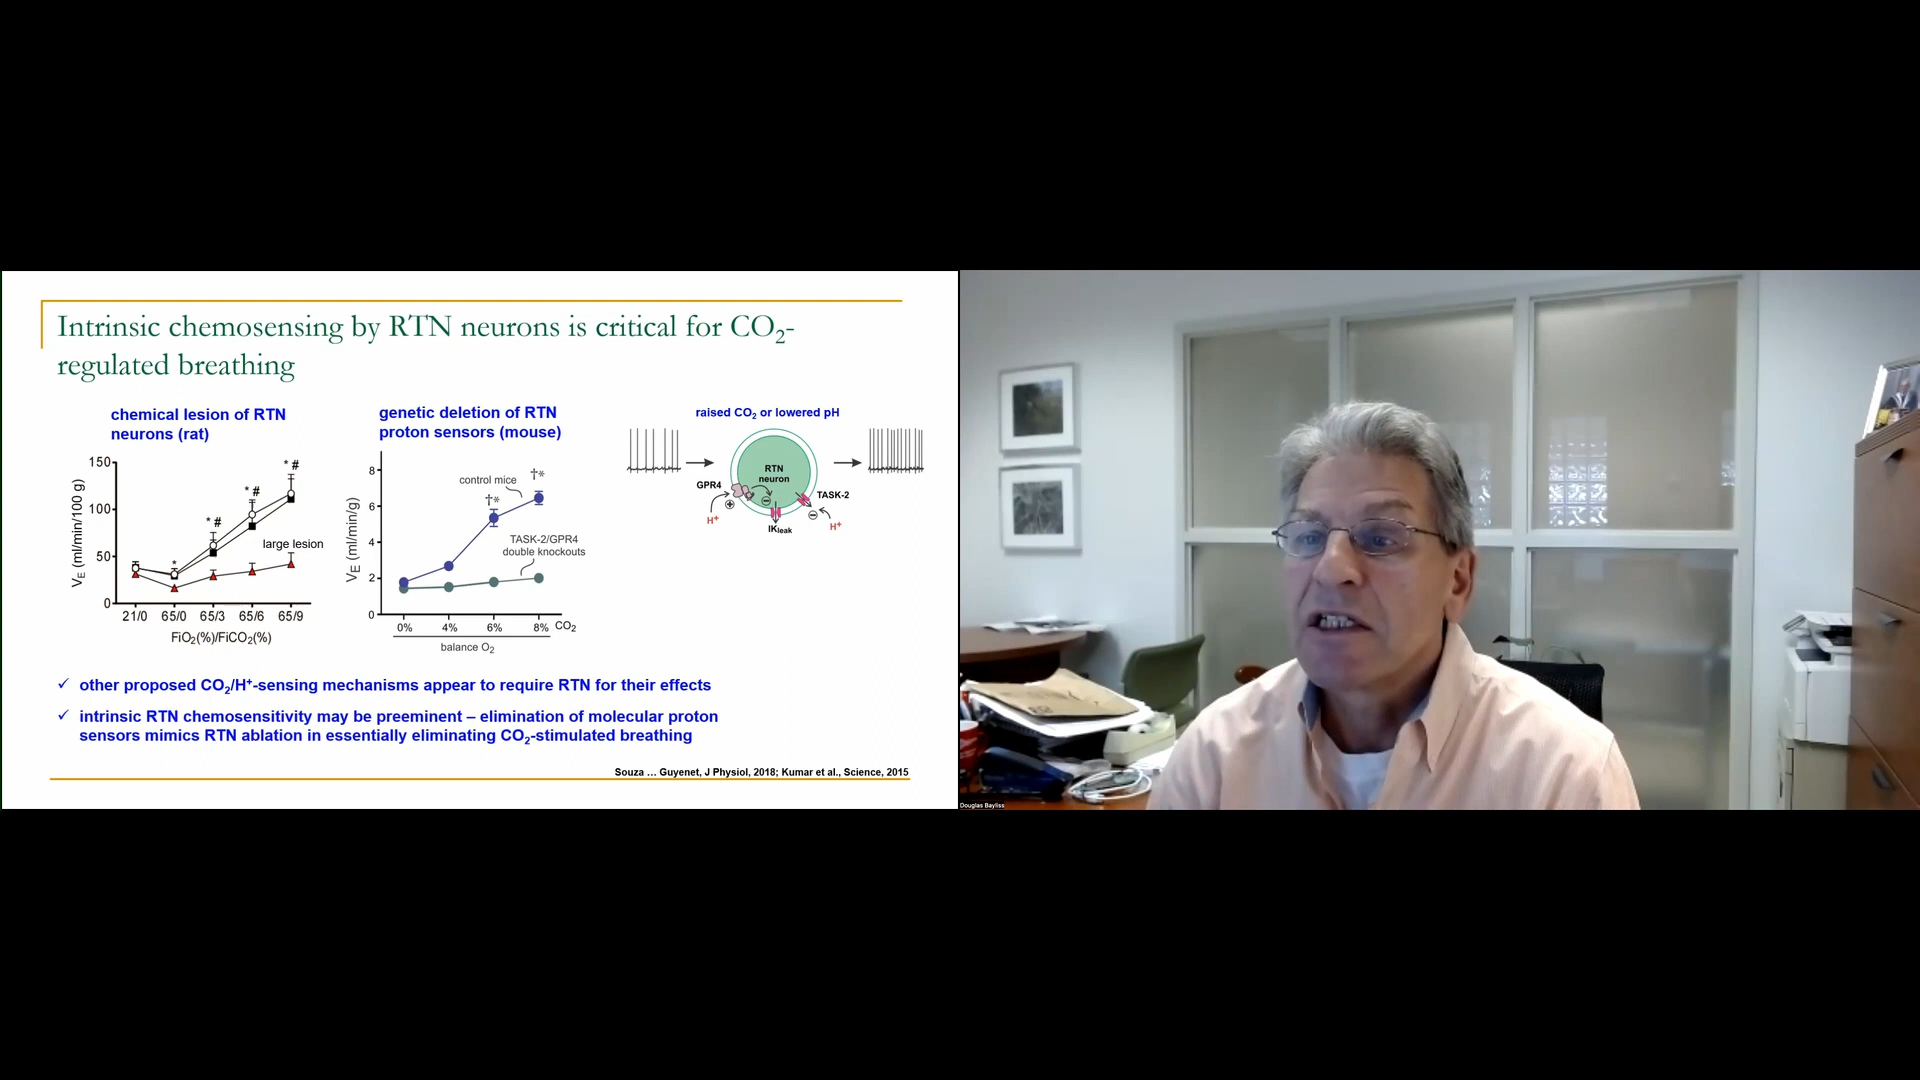 Intrinsic chemosensing by RTN neurons is critical for CO₂-
regulated breathing
chemical lesion of RTN
neurons (rat)
150
100
50
0
V̇E (ml/min/100 g)
* #
* #
* #
*
large lesion
21/0 65/0 65/3 65/6 65/9
FiO₂(%)/FiCO₂(%)
genetic deletion of RTN
proton sensors (mouse)
8
6
4
2
0
V̇E (ml/min/g)
control mice
†*
†*
TASK-2/GPR4
double knockouts
0% 4% 6% 8% CO₂
balance O₂
raised CO₂ or lowered pH
RTN
neuron
GPR4
TASK-2
H⁺
H⁺
IKleak
✓ other proposed CO₂/H⁺-sensing mechanisms appear to require RTN for their effects
✓ intrinsic RTN chemosensitivity may be preeminent – elimination of molecular proton
sensors mimics RTN ablation in essentially eliminating CO₂-stimulated breathing
Souza ... Guyenet, J Physiol, 2018; Kumar et al., Science, 2015
Douglas Bayliss